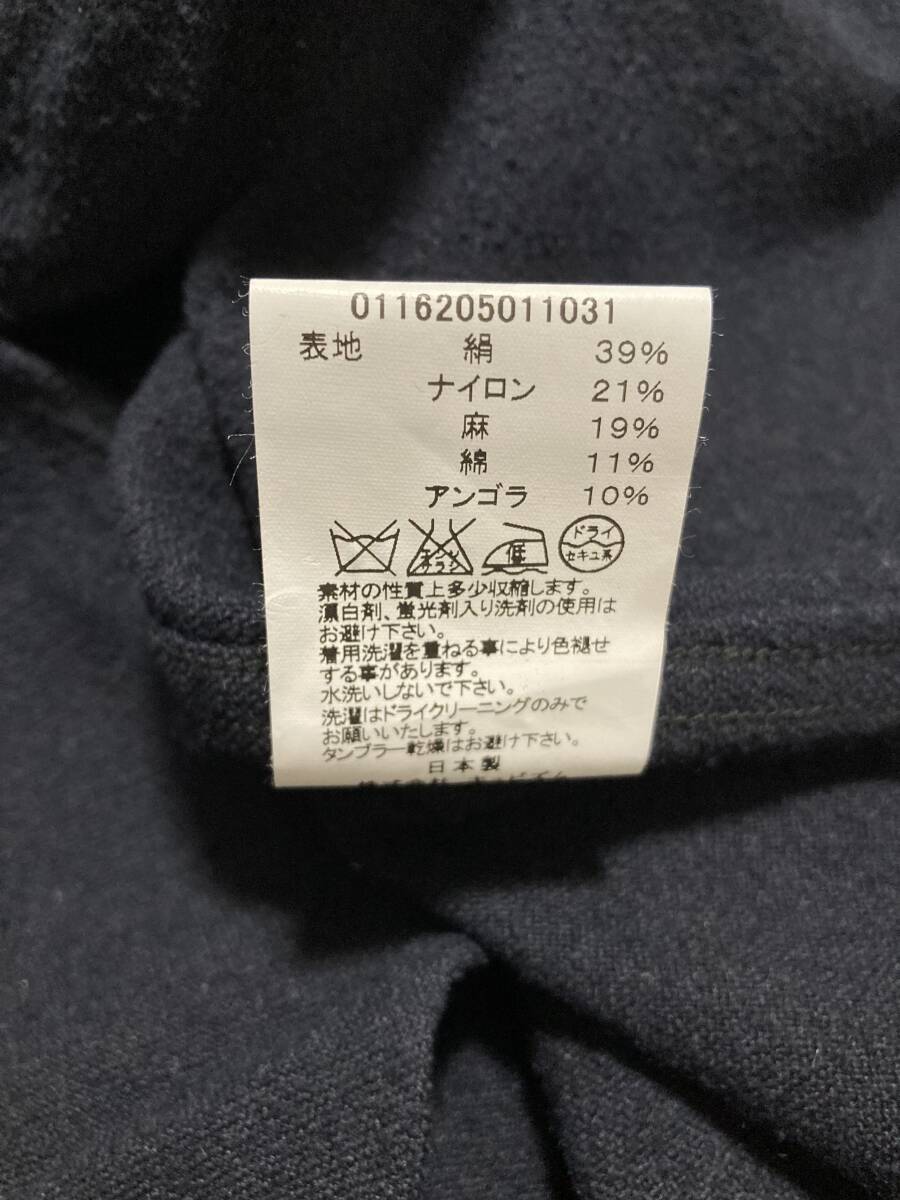 0116205011031
表地 絹 39%
ナイロン 21%
麻 19%
綿 11%
アンゴラ 10%
エンソ サラシ 低 ドライ セキユ系
素材の性質上多少収縮します。
漂白剤、蛍光剤入り洗剤の使用は
お避け下さい。
着用洗濯を重ねる事により色褪せ
する事があります。
水洗いしないで下さい。
洗濯はドライクリーニングのみで
お願いいたします。
タンブラー乾燥はお避け下さい。
日本製